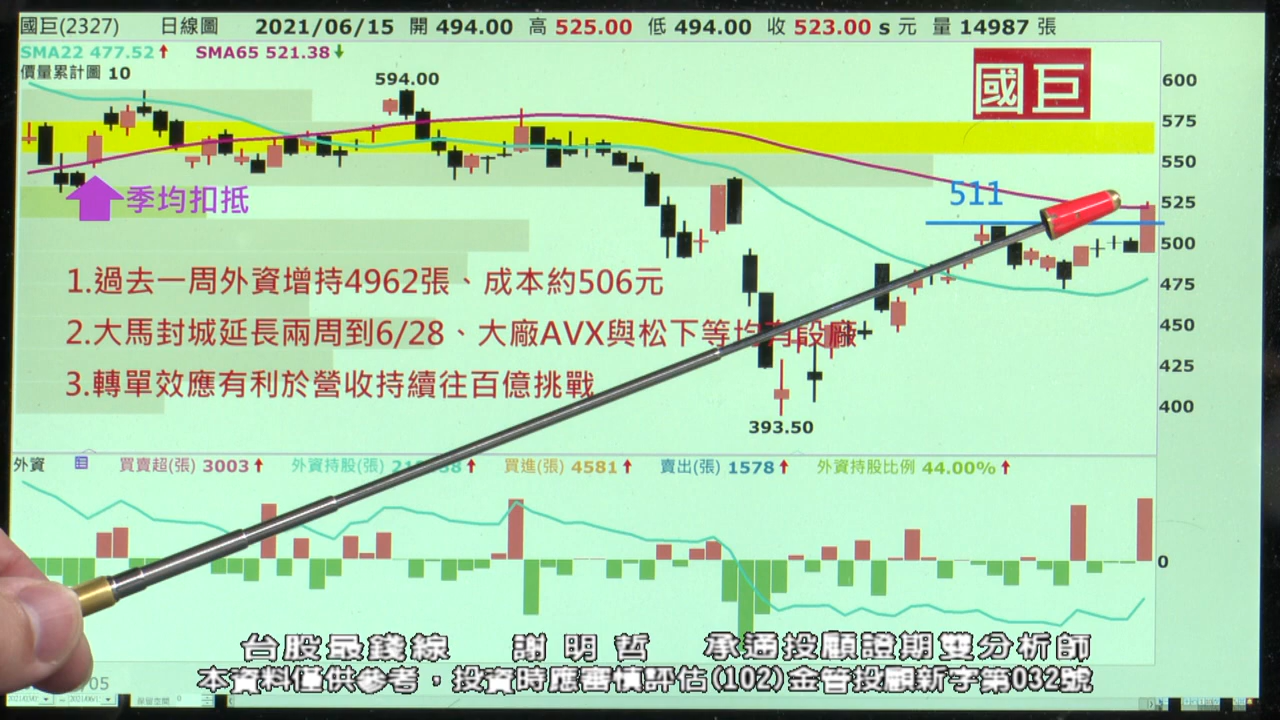 國巨(2327) 日線圖 2021/06/15 開 494.00 高 525.00 低 494.00 收 523.00 s 元 量 14987 張
SMA22 477.52 SMA65 521.38
價量累計圖 10
國巨
594.00
600
575
550
525
500
475
450
425
400
511
季均扣抵
1.過去一周外資增持4962張、成本約506元
2.大馬封城延長兩周到6/28、大廠AVX與松下等均有設廠
3.轉單效應有利於營收持續往百億挑戰
393.50
外資 買賣超(張) 3003 外資持股(張) 買進(張) 4581 賣出(張) 1578 外資持股比例 44.00%
0
台股最錢線 謝明哲 承通投顧證期雙分析師
本資料僅供參考，投資時應審慎評估(102)金管投顧新字第032號
保留空間 0